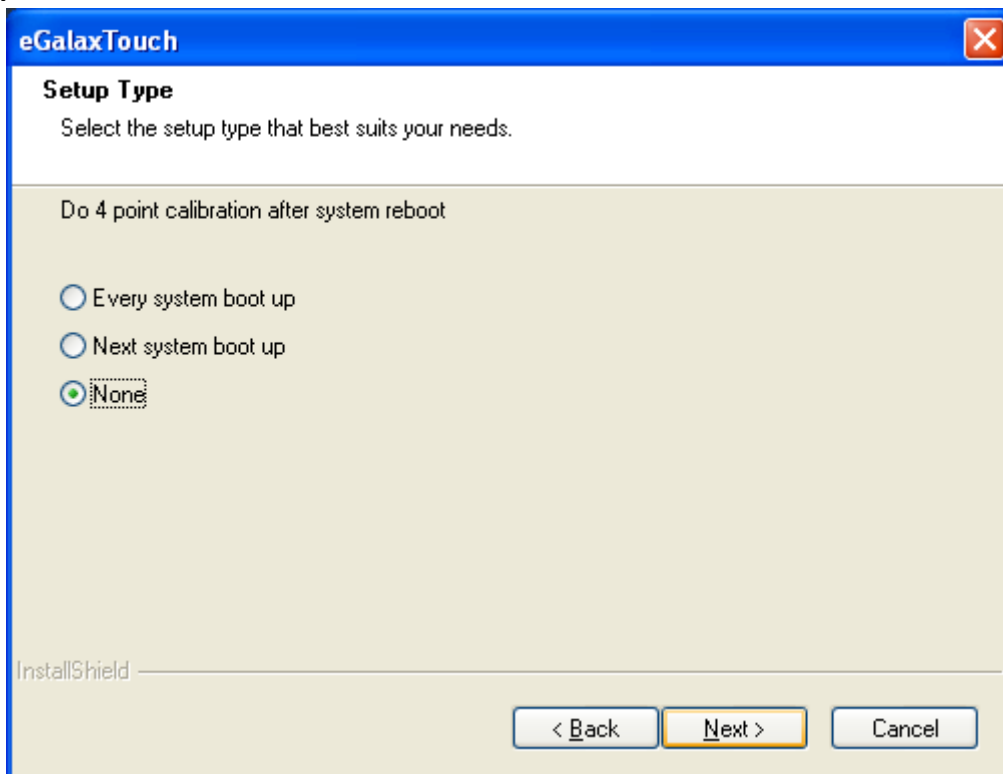 eGalaxTouch
Setup Type
Select the setup type that best suits your needs.
Do 4 point calibration after system reboot
Every system boot up
Next system boot up
None
InstallShield
< Back Next > Cancel